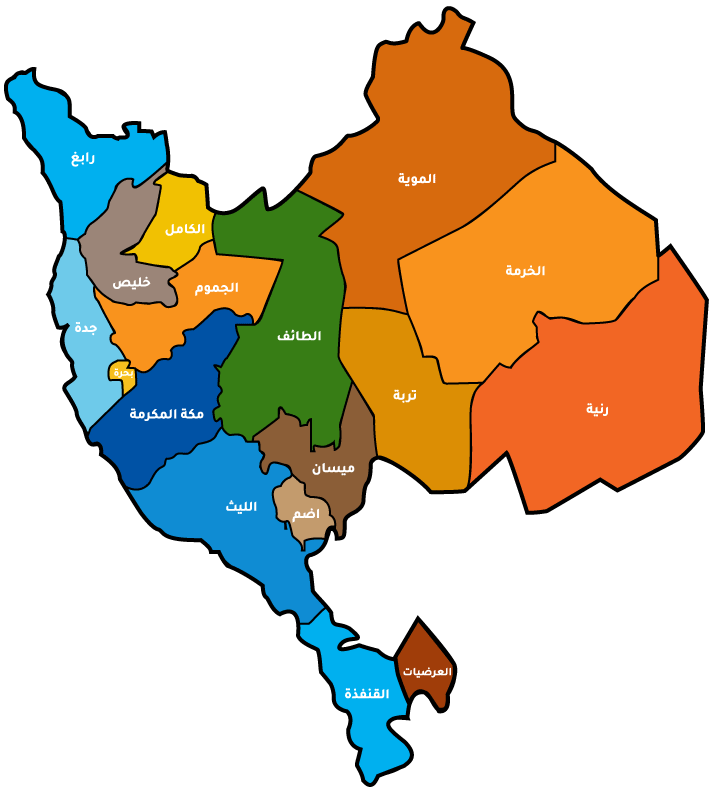 رابغ
الموية
الكامل
الخرمة
خليص
الجموم
جدة
الطائف
بحرة
تربة
مكة المكرمة
رنية
ميسان
الليث
اضم
العرضيات
القنفذة